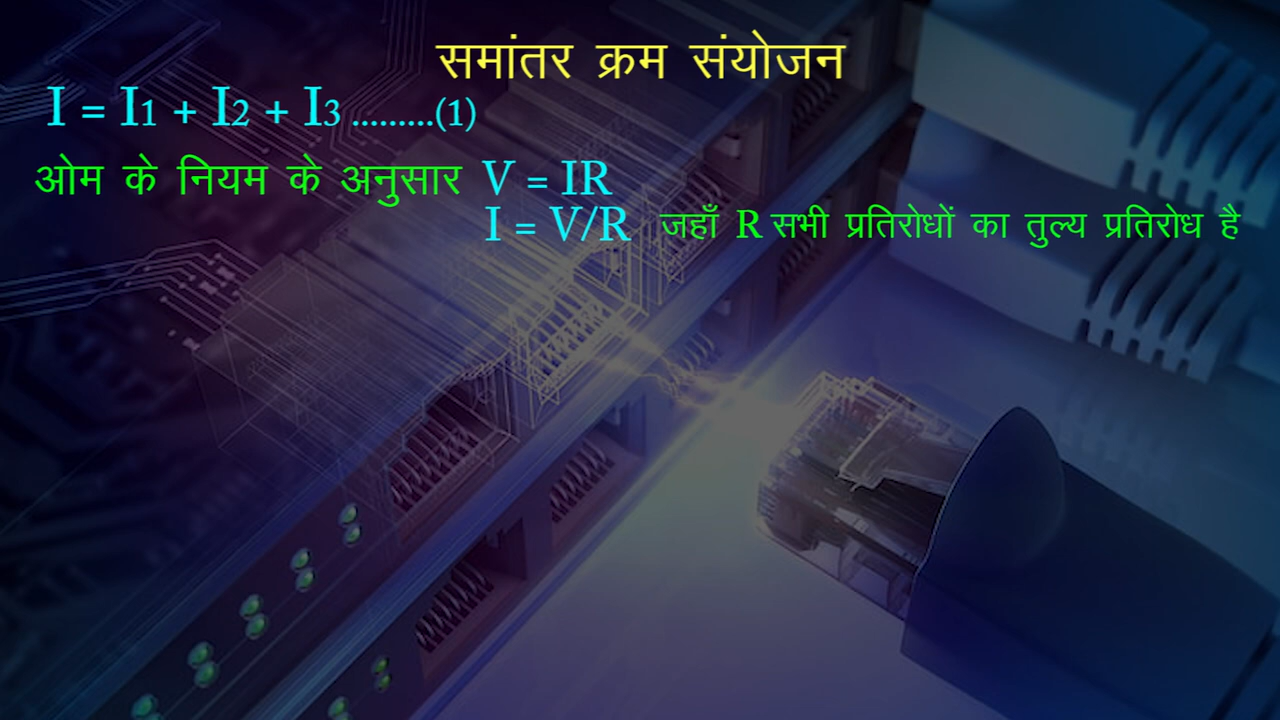 समांतर क्रम संयोजन
I = I1 + I2 + I3 .........(1)
ओम के नियम के अनुसार V = IR
I = V/R जहाँ R सभी प्रतिरोधों का तुल्य प्रतिरोध है